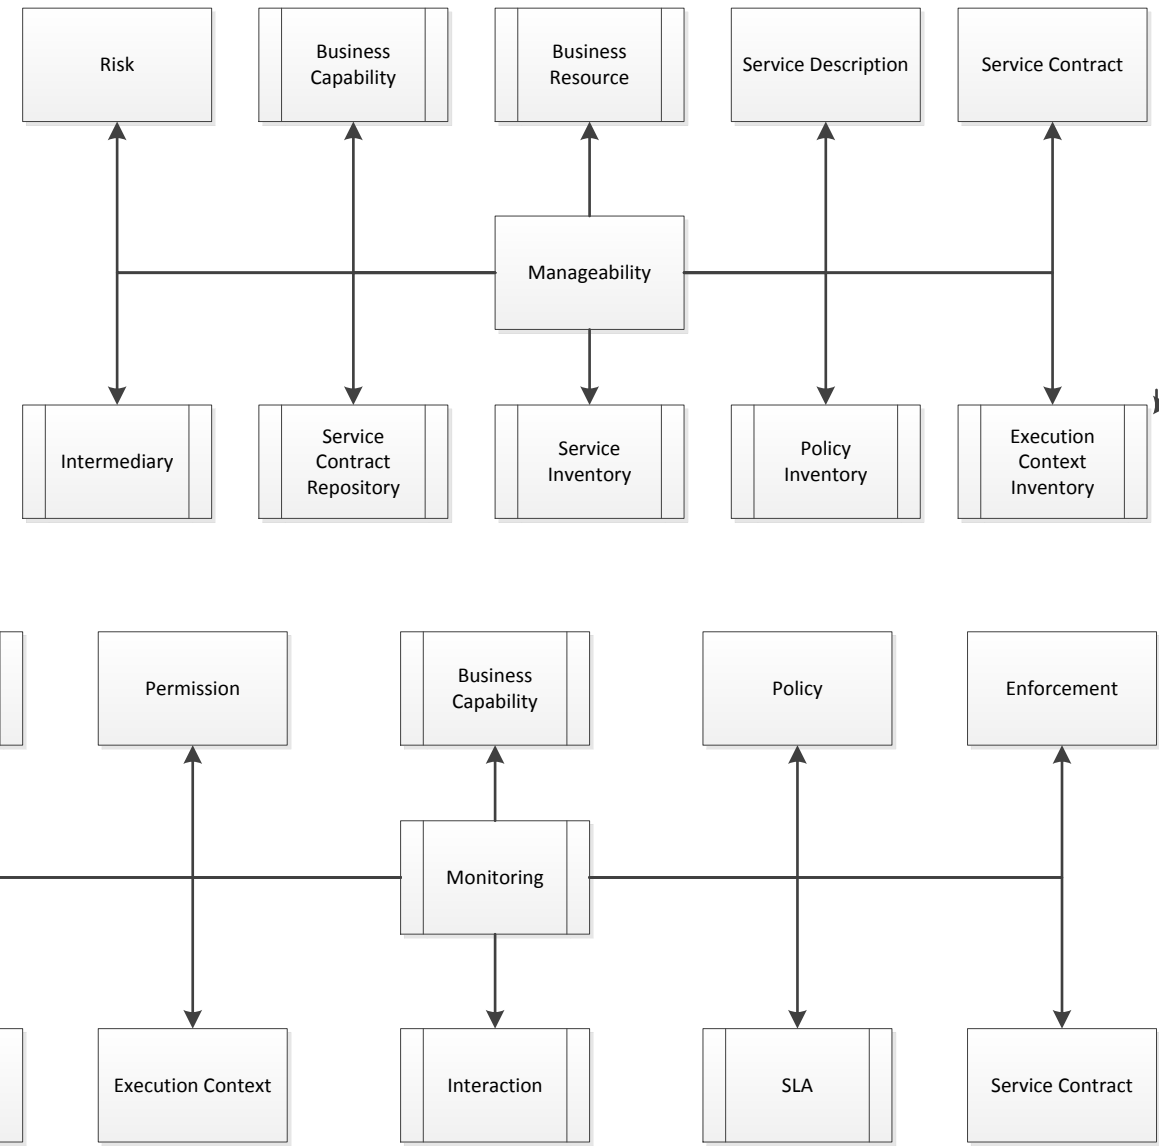 Risk
Business
Capability
Business
Resource
Service Description
Service Contract
Manageability
Intermediary
Service
Contract
Repository
Service
Inventory
Policy
Inventory
Execution
Context
Inventory
Permission
Business
Capability
Policy
Enforcement
Monitoring
Execution Context
Interaction
SLA
Service Contract